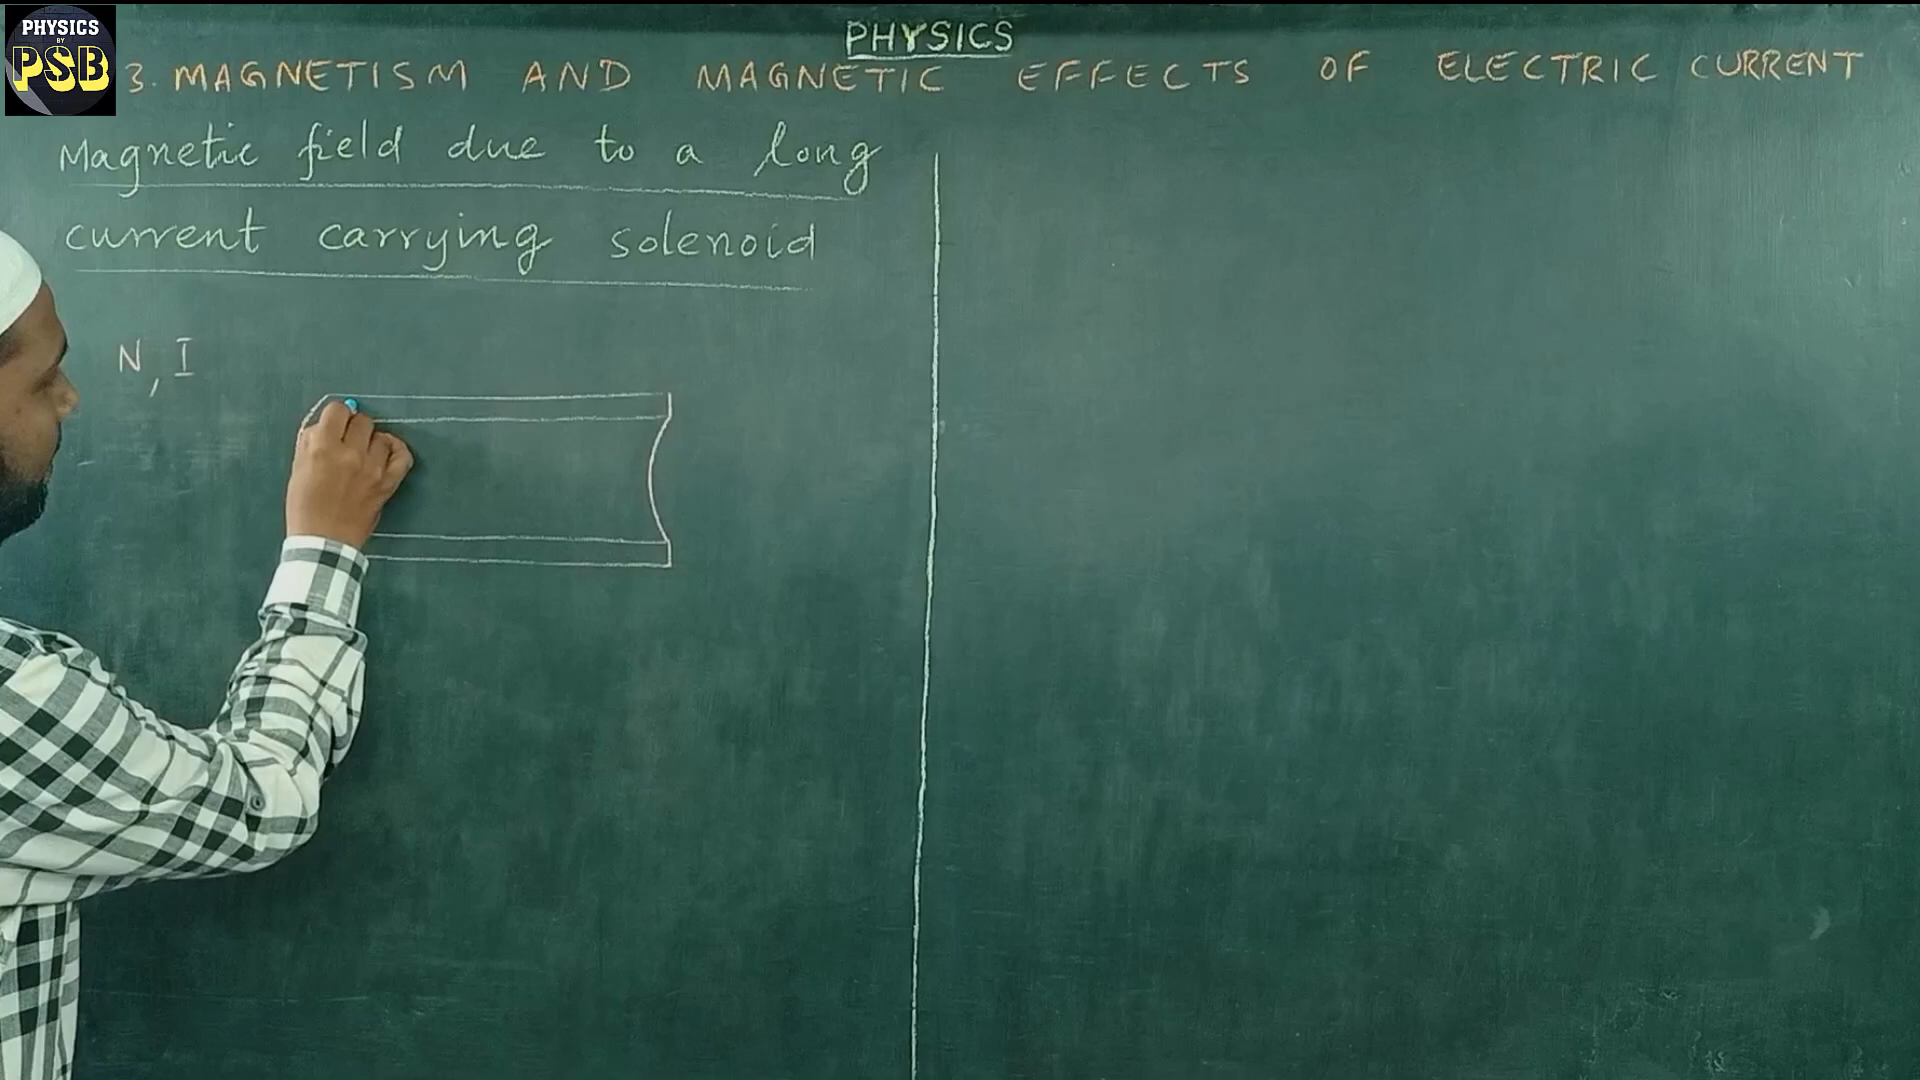 PHYSICS
BY
PSB
PHYSICS
3. MAGNETISM AND MAGNETIC EFFECTS OF ELECTRIC CURRENT
Magnetic field due to a long
current carrying solenoid
N, I